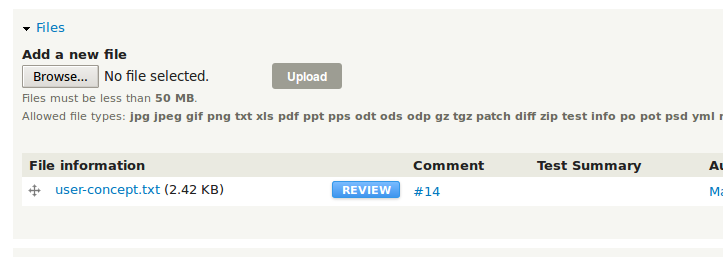 Files
Add a new file
Browse... No file selected. Upload
Files must be less than 50 MB.
Allowed file types: jpg jpeg gif png txt xls pdf ppt pps odt ods odp gz tgz patch diff zip test info po pot psd yml
File information Comment Test Summary
user-concept.txt (2.42 KB) REVIEW #14